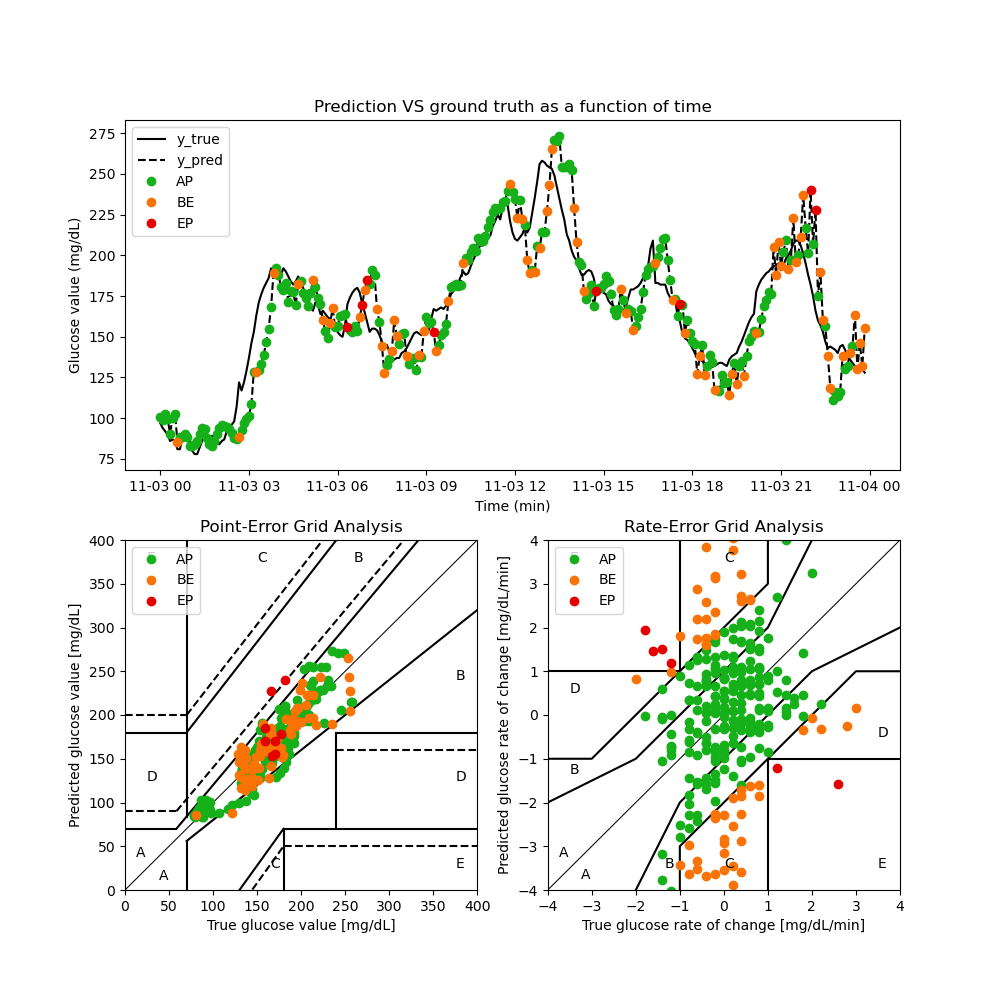 Prediction VS ground truth as a function of time
Glucose value (mg/dL)
275
250
225
200
175
150
125
100
75
y_true
y_pred
AP
BE
EP
11-03 00 11-03 03 11-03 06 11-03 09 11-03 12 11-03 15 11-03 18 11-03 21 11-04 00
Time (min)
Point-Error Grid Analysis
Predicted glucose value [mg/dL]
400
350
300
250
200
150
100
50
0
AP
BE
EP
C
B
B
D
D
A
A
C
E
0 50 100 150 200 250 300 350 400
True glucose value [mg/dL]
Rate-Error Grid Analysis
Predicted glucose rate of change [mg/dL/min]
4
3
2
1
0
−1
−2
−3
−4
AP
BE
EP
C
D
D
B
A
A
B
C
E
−4 −3 −2 −1 0 1 2 3 4
True glucose rate of change [mg/dL/min]